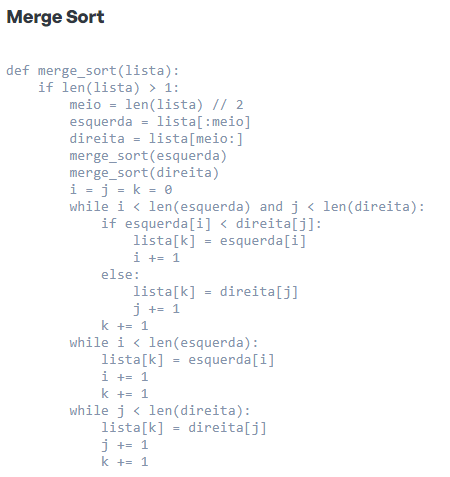 Merge Sort
def merge_sort(lista):
    if len(lista) > 1:
        meio = len(lista) // 2
        esquerda = lista[:meio]
        direita = lista[meio:]
        merge_sort(esquerda)
        merge_sort(direita)
        i = j = k = 0
        while i < len(esquerda) and j < len(direita):
            if esquerda[i] < direita[j]:
                lista[k] = esquerda[i]
                i += 1
            else:
                lista[k] = direita[j]
                j += 1
            k += 1
        while i < len(esquerda):
            lista[k] = esquerda[i]
            i += 1
            k += 1
        while j < len(direita):
            lista[k] = direita[j]
            j += 1
            k += 1